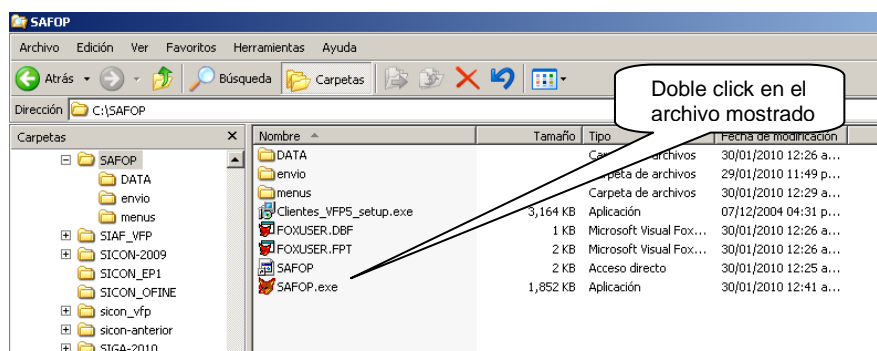 SAFOP
Archivo Edición Ver Favoritos Herramientas Ayuda
Atrás Búsqueda Carpetas
Dirección C:\SAFOP
Doble click en el
archivo mostrado
Carpetas
SAFOP
DATA
envio
menus
SIAF_VFP
SICON-2009
SICON_EP1
SICON_OFINE
sicon_vfp
sicon-anterior
SIGA-2010
Nombre Tamaño Tipo Fecha de modificación
DATA Carpeta de archivos 30/01/2010 12:26 a...
envio Carpeta de archivos 29/01/2010 11:49 p...
menus Carpeta de archivos 30/01/2010 12:29 a...
Clientes_VFP5_setup.exe 3,164 KB Aplicación 07/12/2004 04:31 p...
FOXUSER.DBF 1 KB Microsoft Visual Fox... 30/01/2010 12:26 a...
FOXUSER.FPT 2 KB Microsoft Visual Fox... 30/01/2010 12:26 a...
SAFOP 2 KB Acceso directo 30/01/2010 12:25 a...
SAFOP.exe 1,852 KB Aplicación 30/01/2010 12:41 a...